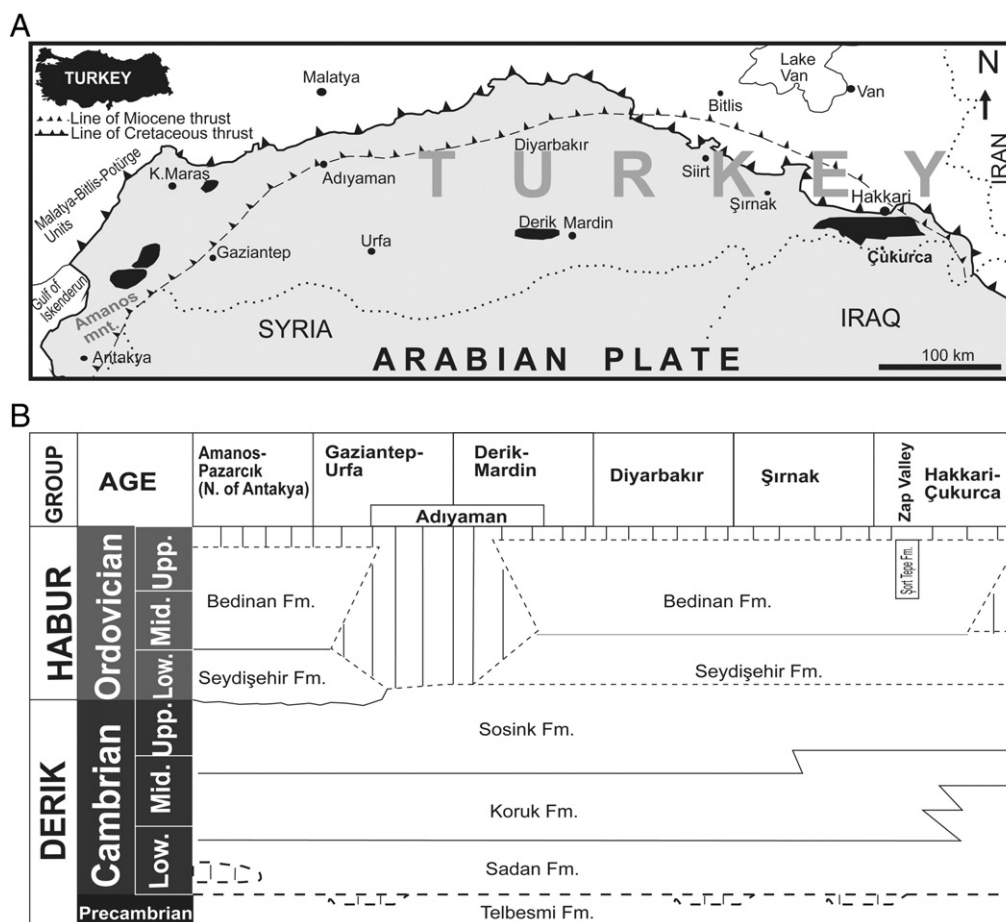 A
TURKEY
Line of Miocene thrust
Line of Cretaceous thrust
Malatya
Lake
Van
Van
Bitlis
N
IRAN
Malatya-Bitlis-Potürge
Units
K.Maraş
Adıyaman
Diyarbakır
TURKEY
Siirt
Şırnak
Hakkari
Derik
Mardin
Gaziantep
Urfa
Çukurca
Gulf of
Iskenderun
Amanos
mnt.
Antakya
SYRIA
IRAQ
ARABIAN PLATE
100 km
B
GROUP
AGE
Amanos-
Pazarcık
(N. of Antakya)
Gaziantep-
Urfa
Derik-
Mardin
Adıyaman
Diyarbakır
Şırnak
Zap Valley
Hakkari-
Çukurca
HABUR
Ordovician
Upp.
Mid.
Low.
Bedinan Fm.
Bedinan Fm.
Şort Tepe Fm.
Seydişehir Fm.
Seydişehir Fm.
DERIK
Cambrian
Upp.
Mid.
Low.
Sosink Fm.
Koruk Fm.
Sadan Fm.
Precambrian
Telbesmi Fm.